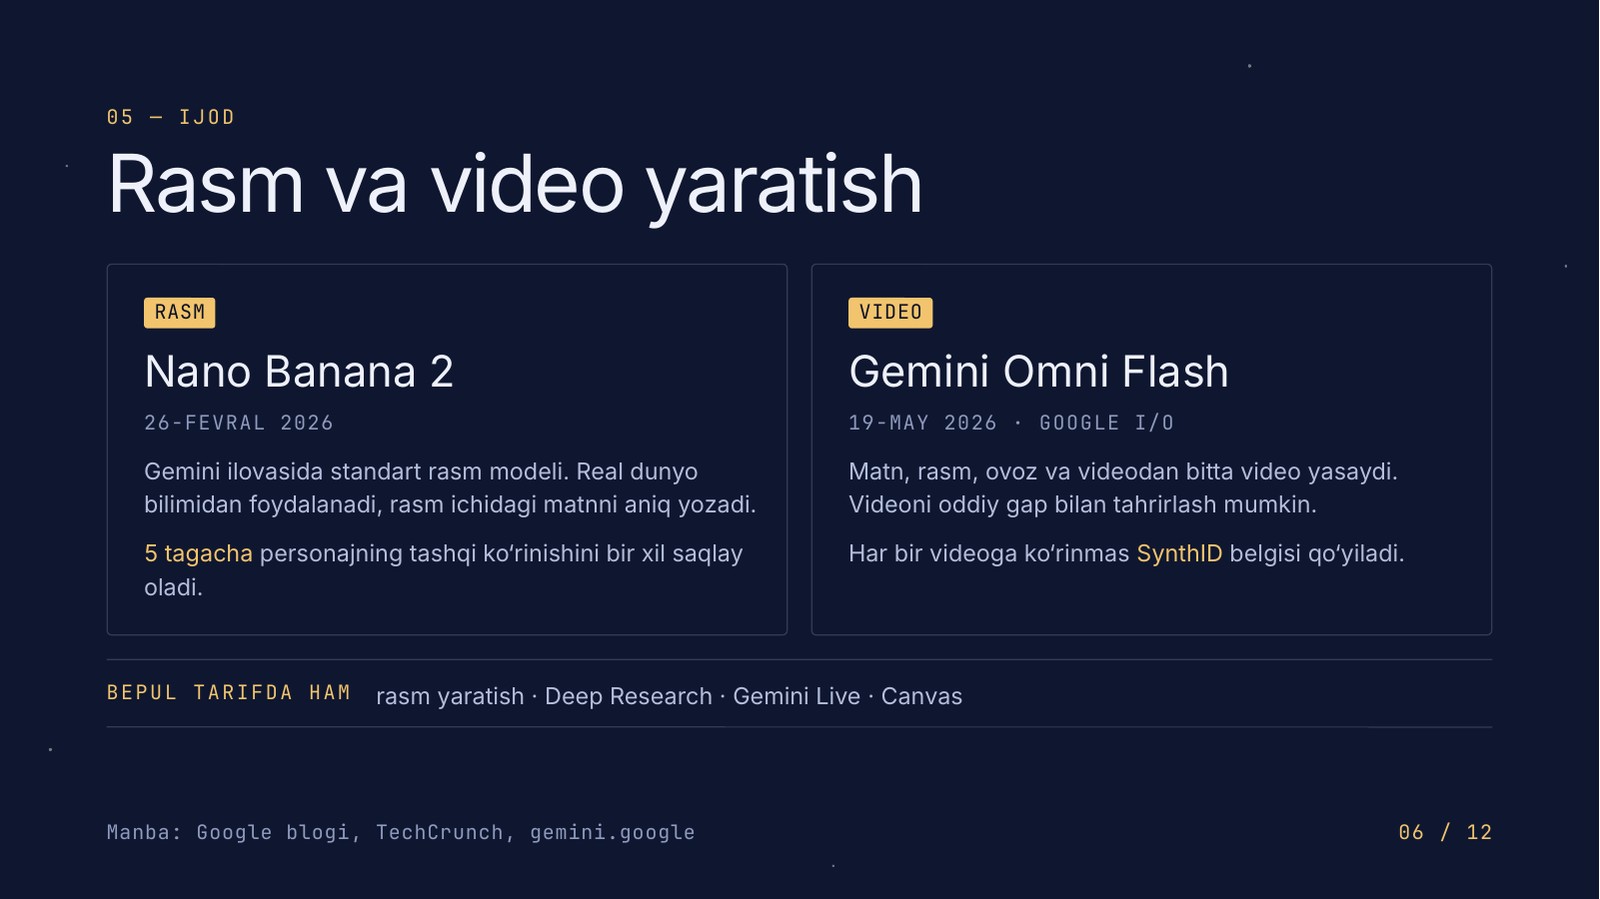 05 — IJOD
Rasm va video yaratish
RASM
Nano Banana 2
26-FEVRAL 2026
Gemini ilovasida standart rasm modeli. Real dunyo
bilimidan foydalanadi, rasm ichidagi matnni aniq yozadi.
5 tagacha personajning tashqi koʻrinishini bir xil saqlay
oladi.
VIDEO
Gemini Omni Flash
19-MAY 2026 · GOOGLE I/O
Matn, rasm, ovoz va videodan bitta video yasaydi.
Videoni oddiy gap bilan tahrirlash mumkin.
Har bir videoga koʻrinmas SynthID belgisi qoʻyiladi.
BEPUL TARIFDA HAM rasm yaratish · Deep Research · Gemini Live · Canvas
Manba: Google blogi, TechCrunch, gemini.google
06 / 12